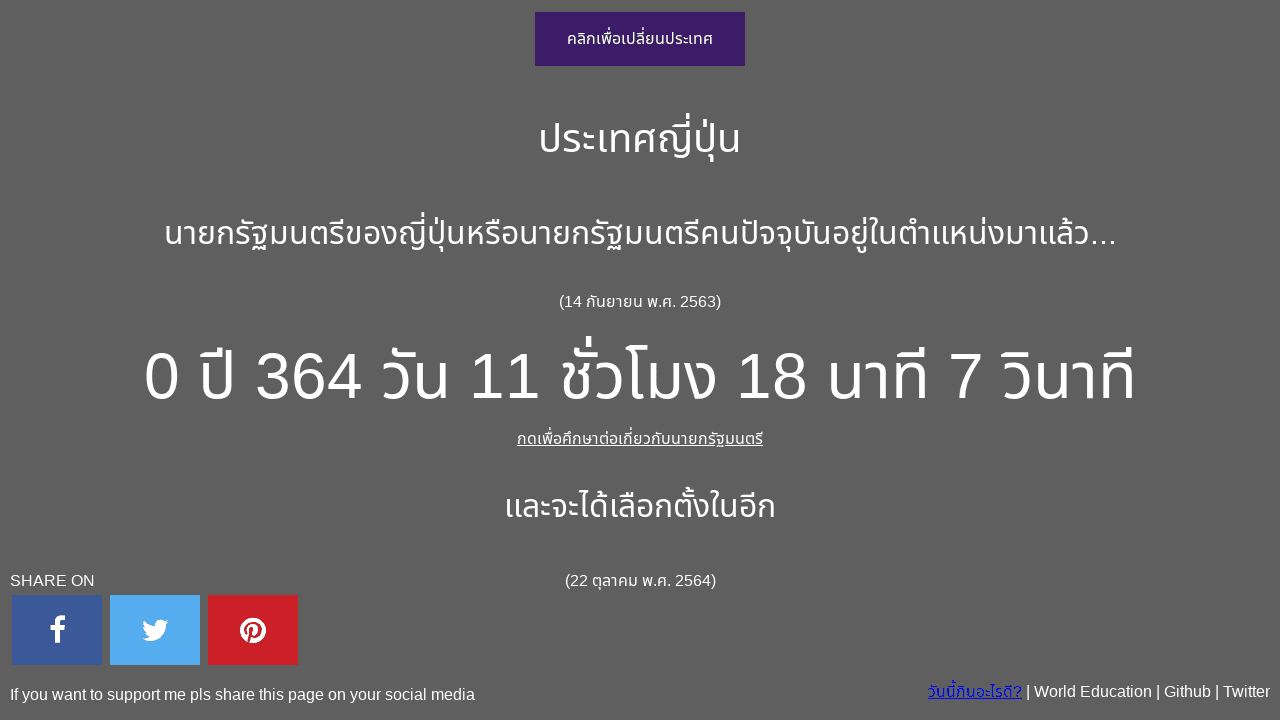 คลิกเพื่อเปลี่ยนประเทศ
ประเทศญี่ปุ่น
นายกรัฐมนตรีของญี่ปุ่นหรือนายกรัฐมนตรีคนปัจจุบันอยู่ในตำแหน่งมาแล้ว...
(14 กันยายน พ.ศ. 2563)
0 ปี 364 วัน 11 ชั่วโมง 18 นาที 7 วินาที
กดเพื่อศึกษาต่อเกี่ยวกับนายกรัฐมนตรี
และจะได้เลือกตั้งในอีก
(22 ตุลาคม พ.ศ. 2564)
SHARE ON
If you want to support me pls share this page on your social media
วันนี้กินอะไรดี? | World Education | Github | Twitter